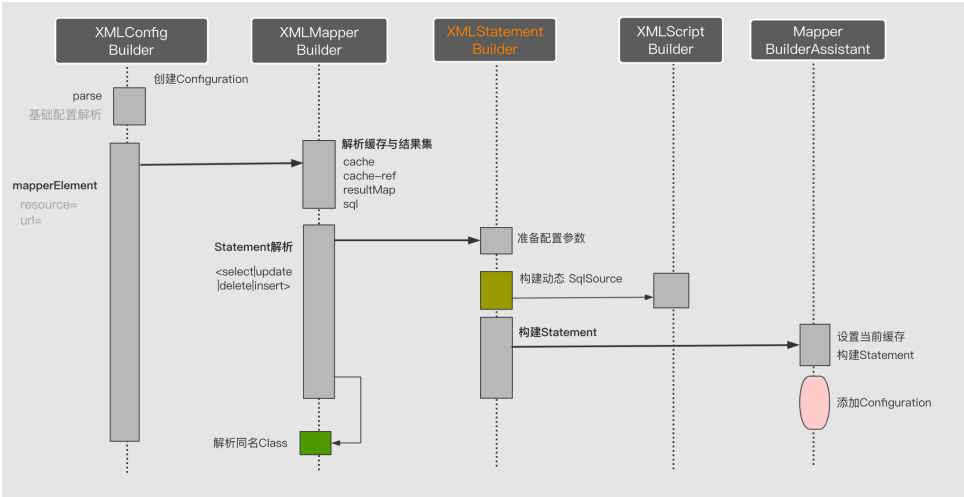 XMLConfig
Builder
XMLMapper
Builder
XMLStatement
Builder
XMLScript
Builder
Mapper
BuilderAssistant
创建Configuration
parse
基础配置解析
解析缓存与结果集
cache
cache-ref
resultMap
sql
mapperElement
resource=
url=
Statement解析
<select|update
|delete|insert>
准备配置参数
构建动态 SqlSource
构建Statement
设置当前缓存
构建Statement
添加Configuration
解析同名Class